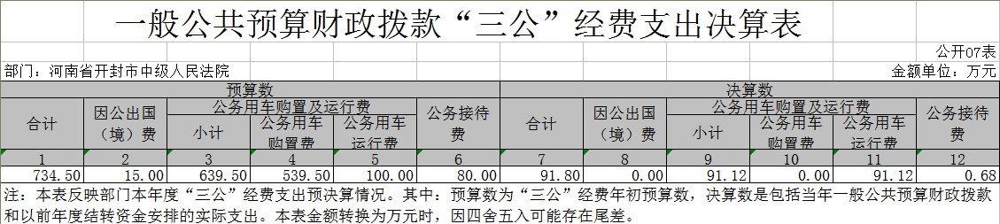 一般公共预算财政拨款“三公”经费支出决算表
公开07表
部门：河南省开封市中级人民法院 金额单位：万元
预算数 决算数
合计 因公出国（境）费 公务用车购置及运行费 公务接待费 合计 因公出国（境）费 公务用车购置及运行费 公务接待费
小计 公务用车购置费 公务用车运行费 小计 公务用车购置费 公务用车运行费
1 2 3 4 5 6 7 8 9 10 11 12
734.50 15.00 639.50 539.50 100.00 80.00 91.80 0.00 91.12 0.00 91.12 0.68
注：本表反映部门本年度“三公”经费支出预决算情况。其中：预算数为“三公”经费年初预算数，决算数是包括当年一般公共预算财政拨款
和以前年度结转资金安排的实际支出。本表金额转换为万元时，因四舍五入可能存在尾差。